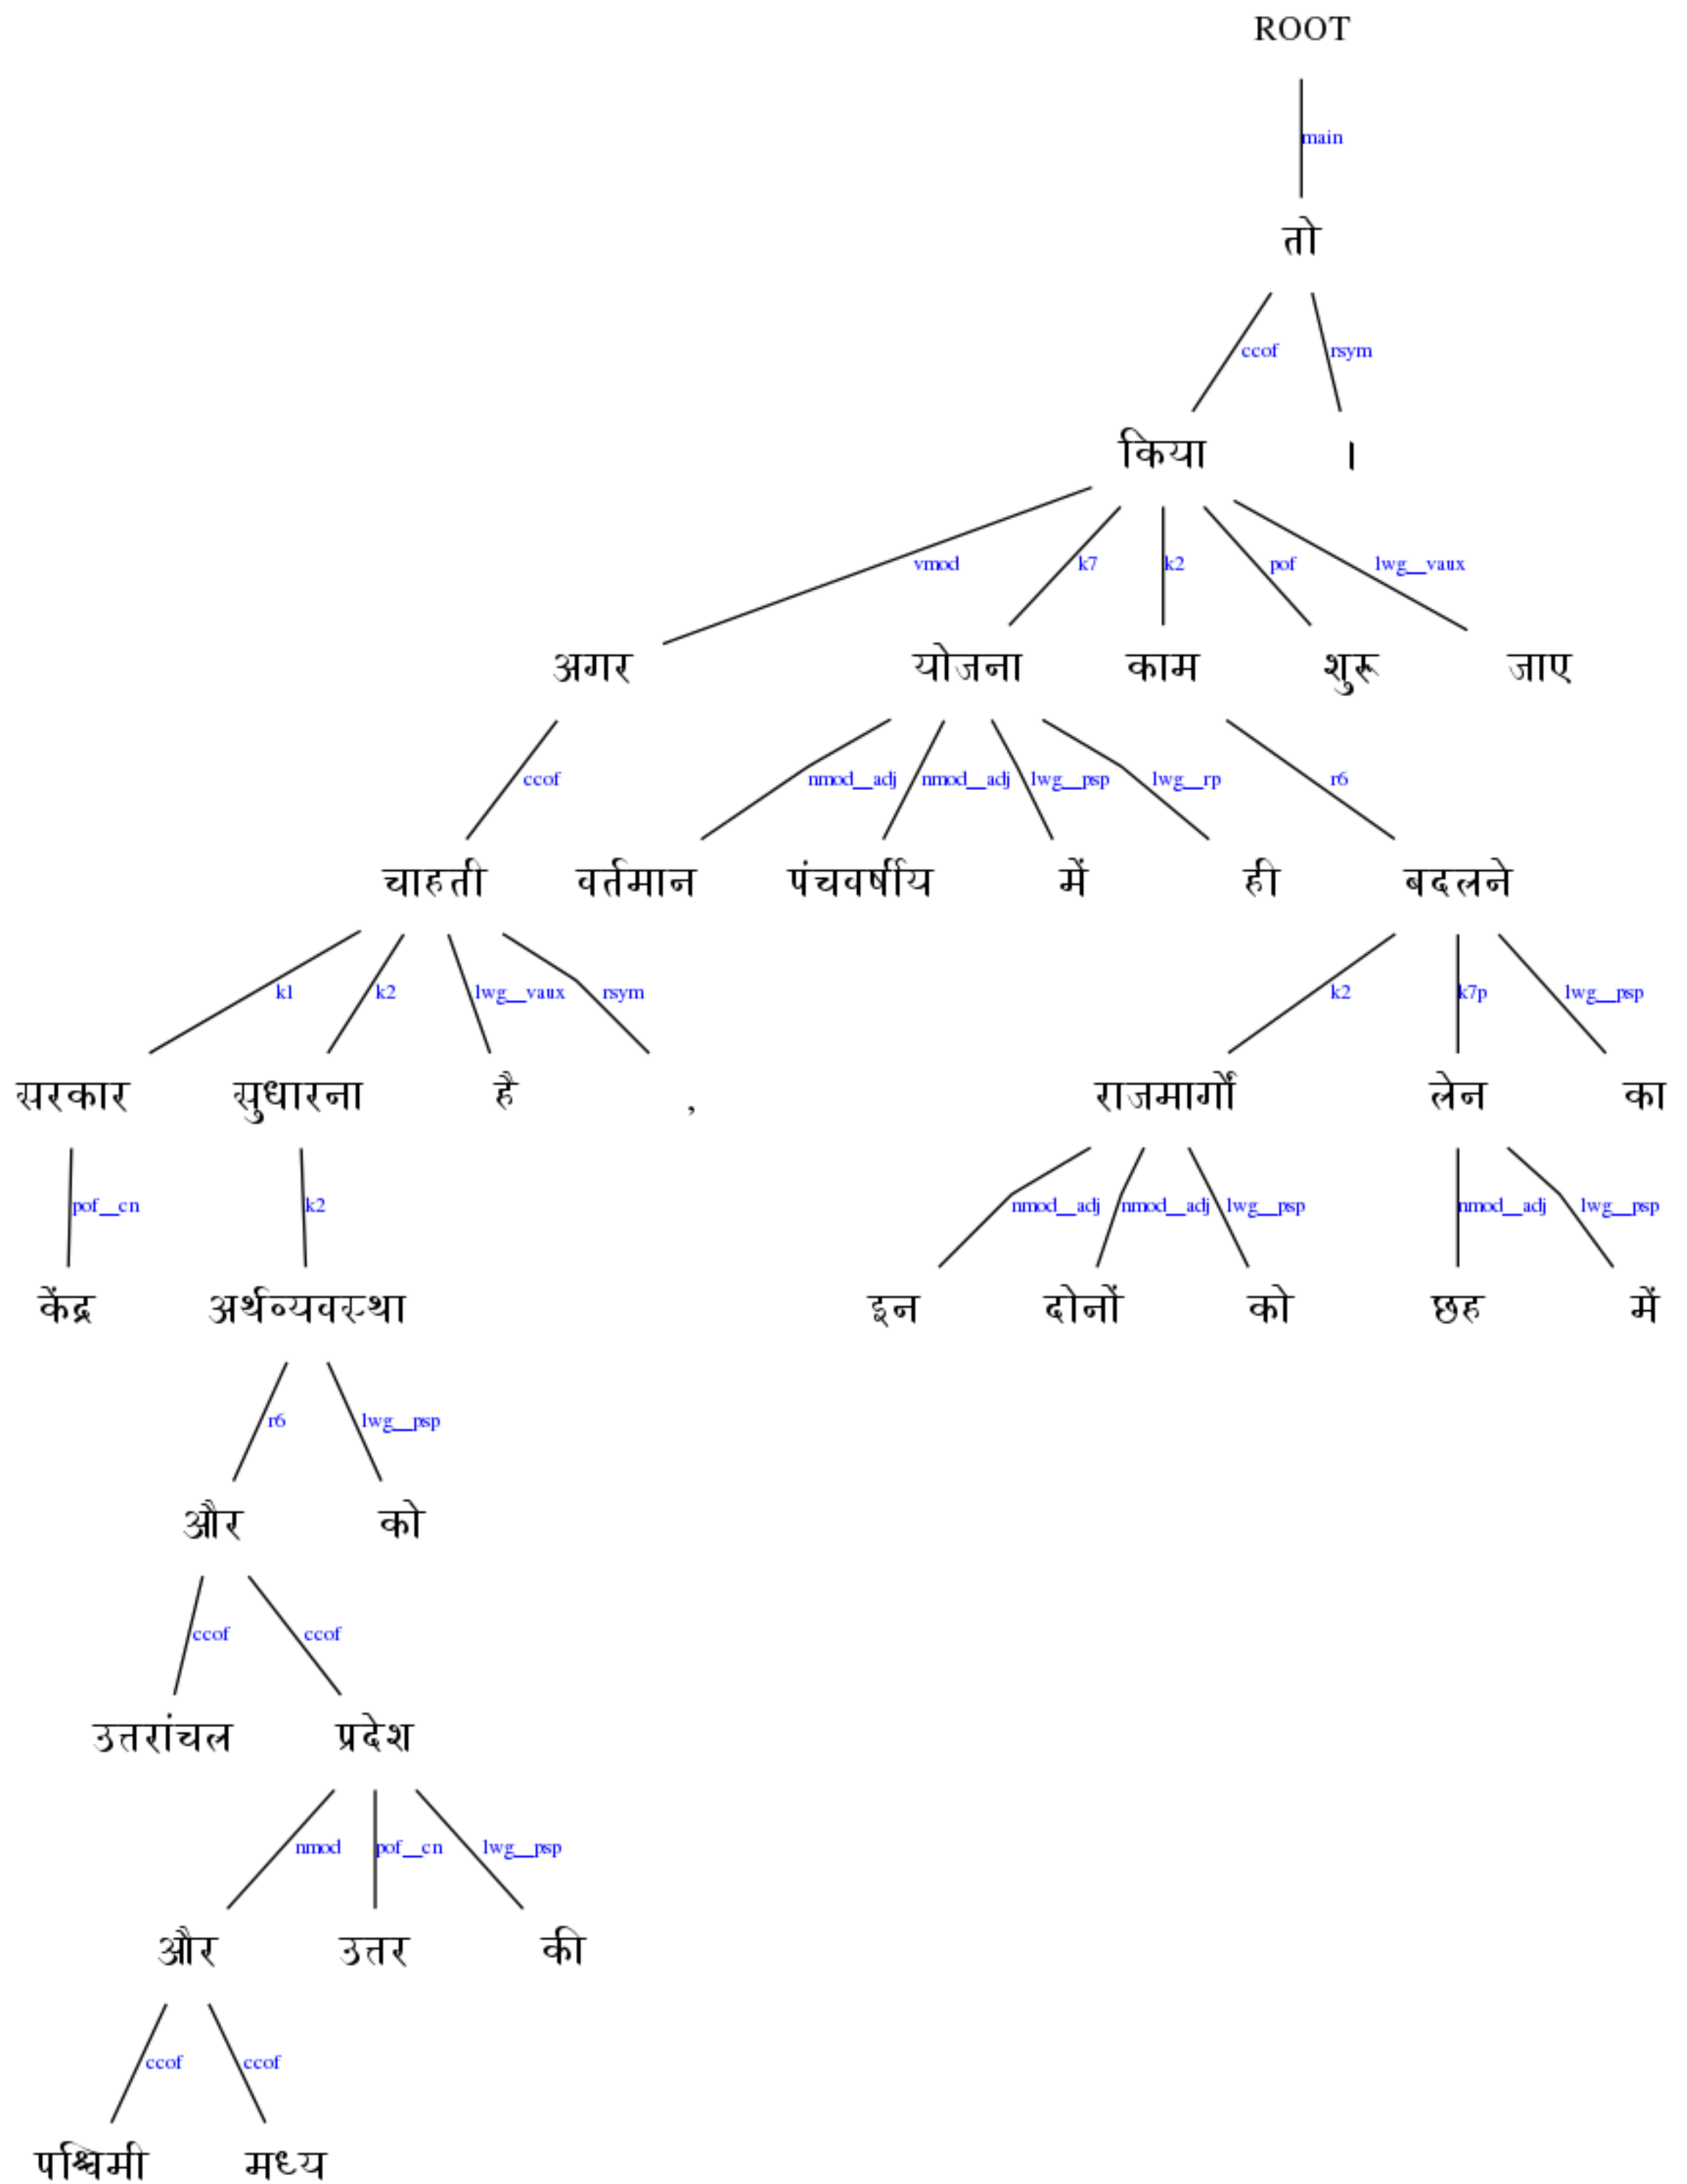 ROOT
main
तो
ccof rsym
किया ।
vmod k7 k2 pof lwg__vaux
अगर योजना काम शुरू जाए
ccof nmod__adj nmod__adj lwg__psp lwg__rp r6
चाहती वर्तमान पंचवर्षीय में ही बदलने
k1 k2 lwg__vaux rsym k2 k7p lwg__psp
सरकार सुधारना है , राजमार्गों लेन का
pof__cn k2 nmod__adj nmod__adj lwg__psp nmod__adj lwg__psp
केंद्र अर्थव्यवस्था इन दोनों को छह में
r6 lwg__psp
और को
ccof ccof
उत्तरांचल प्रदेश
nmod pof__cn lwg__psp
और उत्तर की
ccof ccof
पश्चिमी मध्य